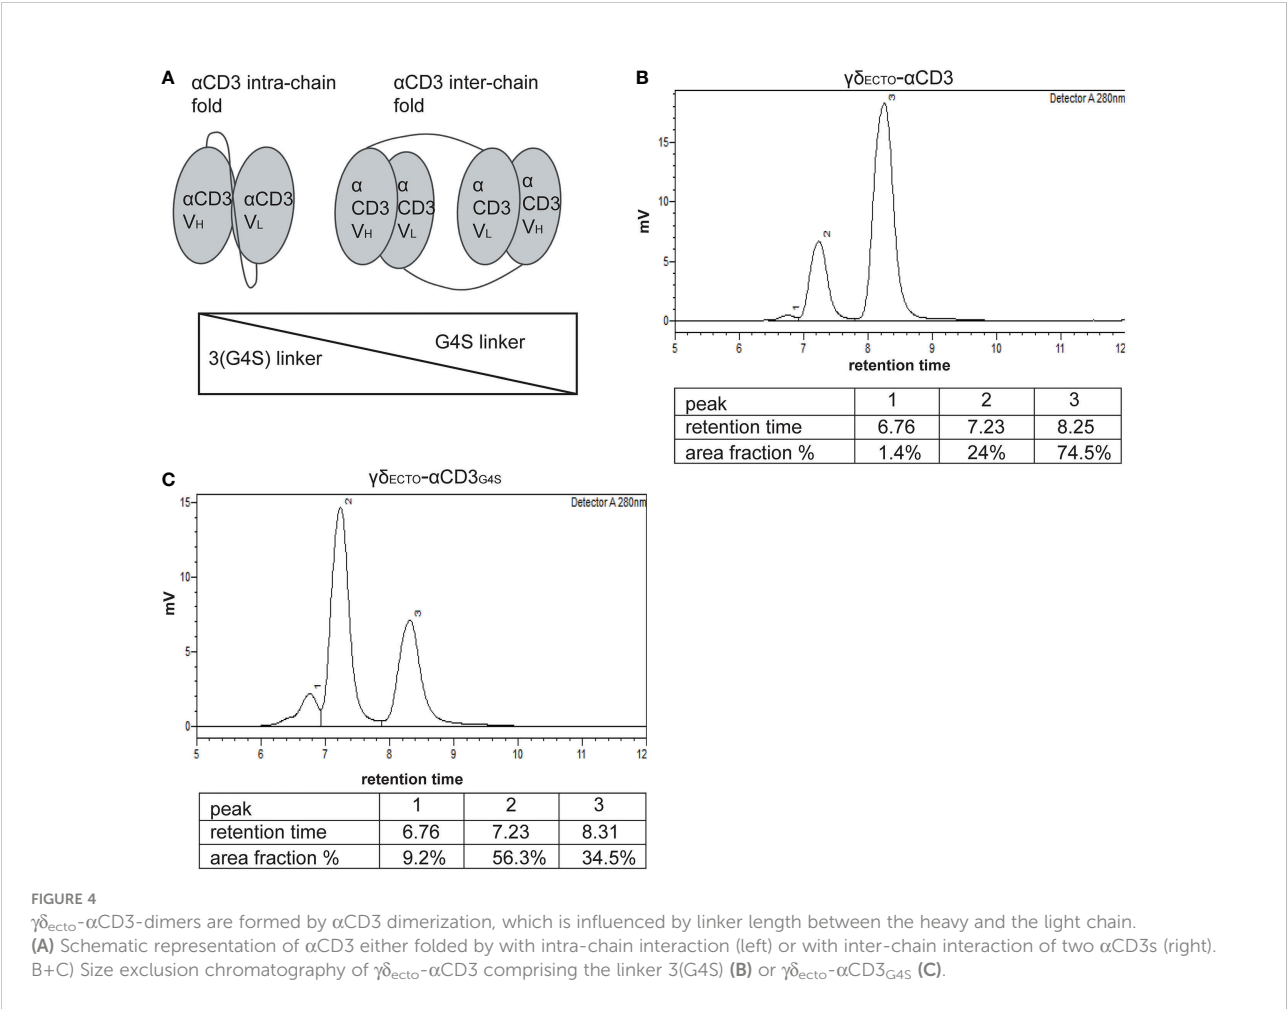 A
αCD3 intra-chain
fold
αCD3 inter-chain
fold
αCD3
VH
αCD3
VL
α
CD3
VH
α
CD3
VL
α
CD3
VL
α
CD3
VH
3(G4S) linker
G4S linker
B
γδECTO-αCD3
Detector A 280nm
mV
15
10
5
0
1
2
3
5 6 7 8 9 10 11 12
retention time
peak 1 2 3
retention time 6.76 7.23 8.25
area fraction % 1.4% 24% 74.5%
C
γδECTO-αCD3G4S
Detector A 280nm
mV
15
10
5
0
1
2
3
5 6 7 8 9 10 11 12
retention time
peak 1 2 3
retention time 6.76 7.23 8.31
area fraction % 9.2% 56.3% 34.5%
FIGURE 4
γδecto-αCD3-dimers are formed by αCD3 dimerization, which is influenced by linker length between the heavy and the light chain.
(A) Schematic representation of αCD3 either folded by with intra-chain interaction (left) or with inter-chain interaction of two αCD3s (right).
B+C) Size exclusion chromatography of γδecto-αCD3 comprising the linker 3(G4S) (B) or γδecto-αCD3G4S (C).